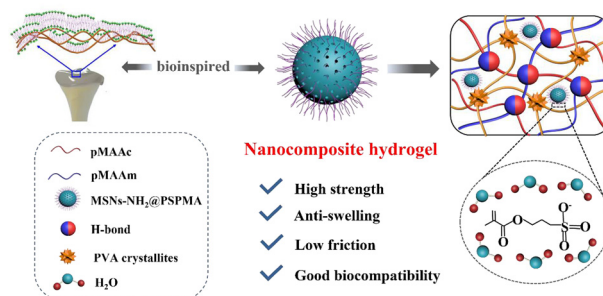 bioinspired
pMAAc
pMAAm
MSNs-NH₂@PSPMA
H-bond
PVA crystallites
H₂O
Nanocomposite hydrogel
High strength
Anti-swelling
Low friction
Good biocompatibility
O
O
O⁻
O=S=O